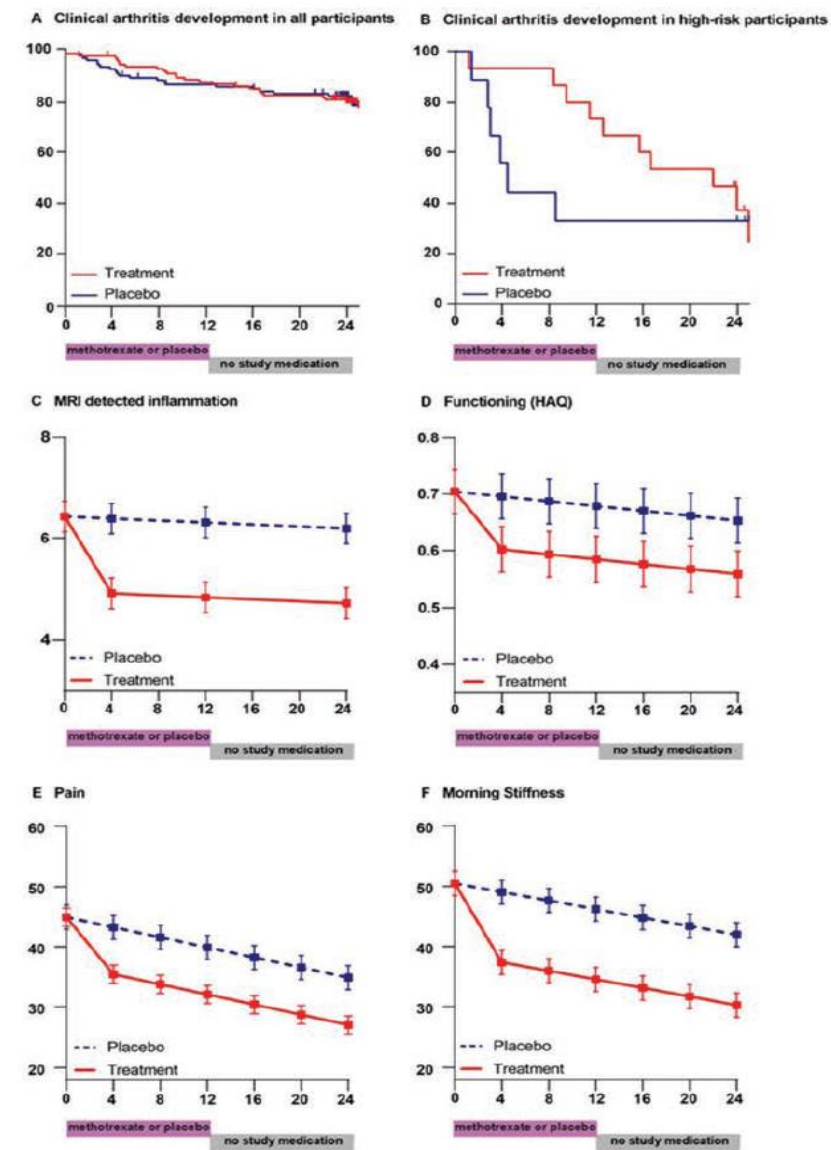 A Clinical arthritis development in all participants
100
80
60
40
20
0
Treatment
Placebo
0 4 8 12 16 20 24
methotrexate or placebo
no study medication
B Clinical arthritis development in high-risk participants
100
80
60
40
20
0
Treatment
Placebo
0 4 8 12 16 20 24
methotrexate or placebo
no study medication
C MRI detected inflammation
8
6
4
Placebo
Treatment
0 4 8 12 16 20 24
methotrexate or placebo
no study medication
D Functioning (HAQ)
0.8
0.7
0.6
0.5
0.4
Placebo
Treatment
0 4 8 12 16 20 24
methotrexate or placebo
no study medication
E Pain
60
50
40
30
20
Placebo
Treatment
0 4 8 12 16 20 24
methotrexate or placebo
no study medication
F Morning Stiffness
60
50
40
30
20
Placebo
Treatment
0 4 8 12 16 20 24
methotrexate or placebo
no study medication